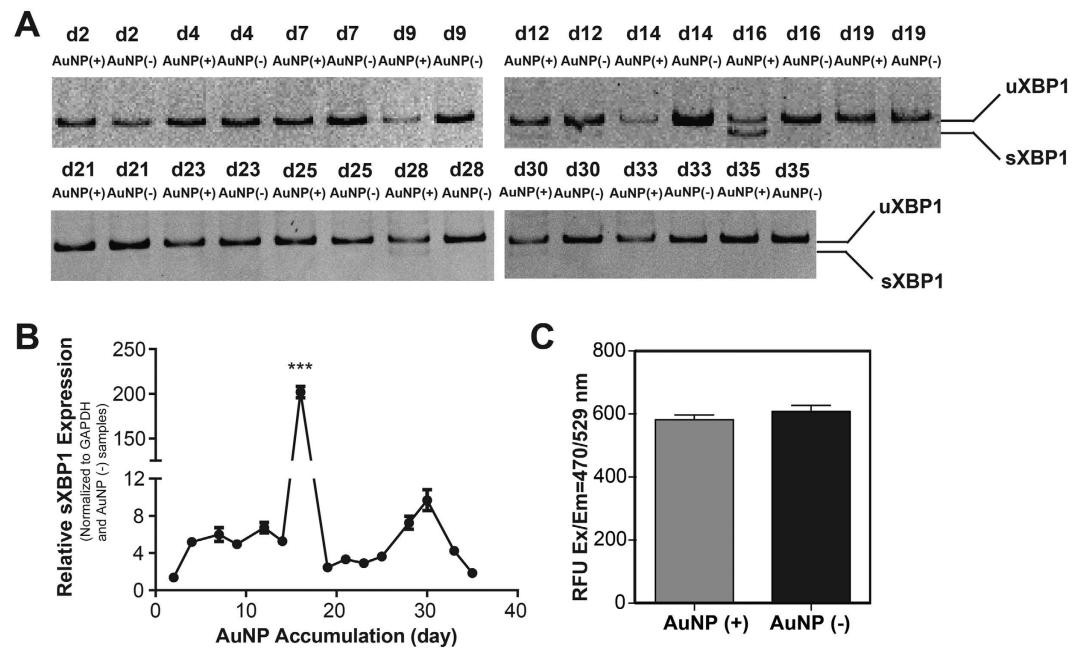 A
d2 d2 d4 d4 d7 d7 d9 d9 d12 d12 d14 d14 d16 d16 d19 d19
AuNP(+) AuNP(-) AuNP(+) AuNP(-) AuNP(+) AuNP(-) AuNP(+) AuNP(-) AuNP(+) AuNP(-) AuNP(+) AuNP(-) AuNP(+) AuNP(-) AuNP(+) AuNP(-)
uXBP1
sXBP1
d21 d21 d23 d23 d25 d25 d28 d28 d30 d30 d33 d33 d35 d35
AuNP(+) AuNP(-) AuNP(+) AuNP(-) AuNP(+) AuNP(-) AuNP(+) AuNP(-) AuNP(+) AuNP(-) AuNP(+) AuNP(-) AuNP(+) AuNP(-)
uXBP1
sXBP1
B
Relative sXBP1 Expression
(Normalized to GAPDH
and AuNP (-) samples)
250
200
150
12
8
4
0
***
0 10 20 30 40
AuNP Accumulation (day)
C
RFU Ex/Em=470/529 nm
800
600
400
200
0
AuNP (+) AuNP (-)